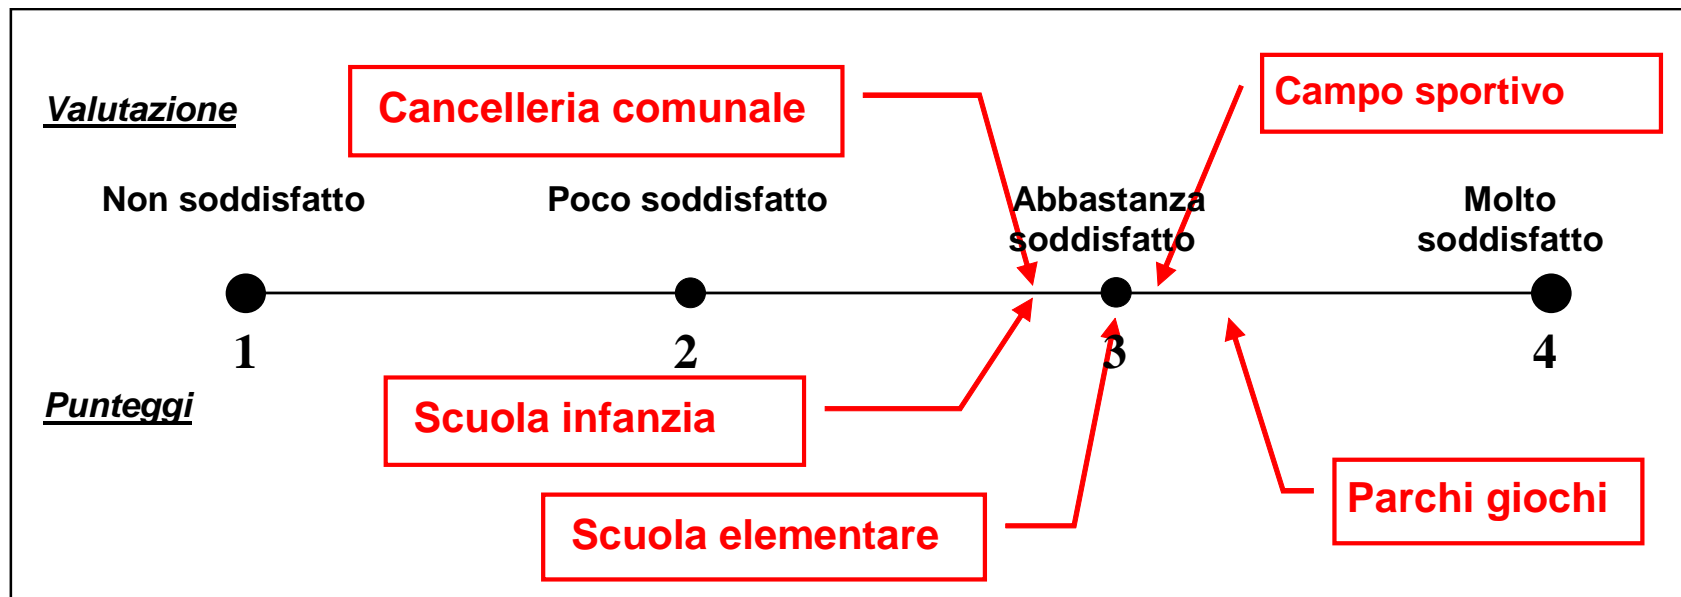 Cancelleria comunale
Campo sportivo
Valutazione
Non soddisfatto
Poco soddisfatto
Abbastanza
soddisfatto
Molto
soddisfatto
1
2
3
4
Punteggi
Scuola infanzia
Scuola elementare
Parchi giochi